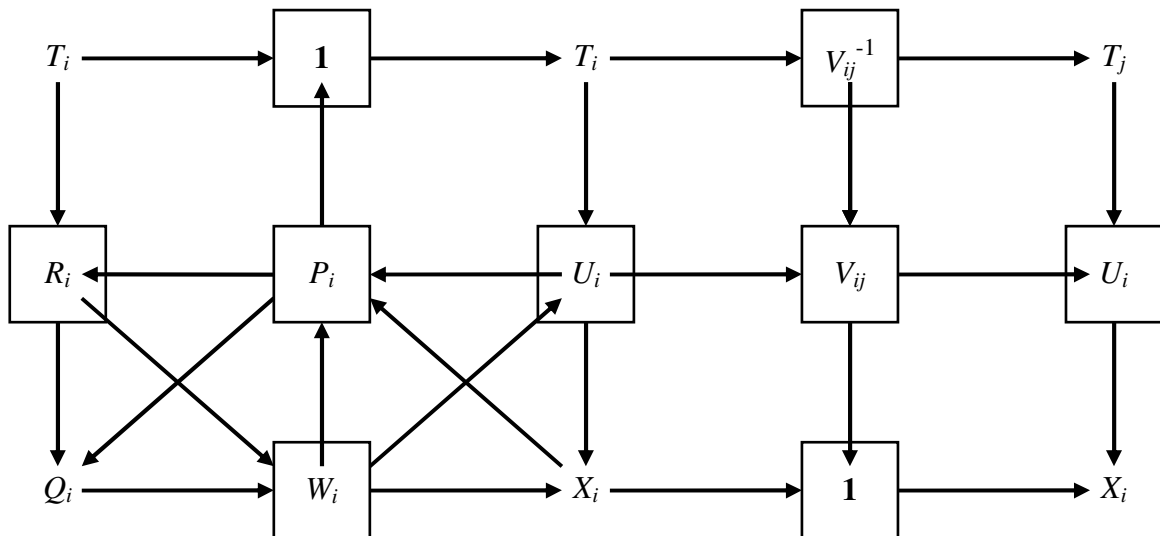 Tᵢ 1 Tᵢ Vᵢⱼ⁻¹ Tⱼ
Rᵢ Pᵢ Uᵢ Vᵢⱼ Uᵢ
Qᵢ Wᵢ Xᵢ 1 Xᵢ